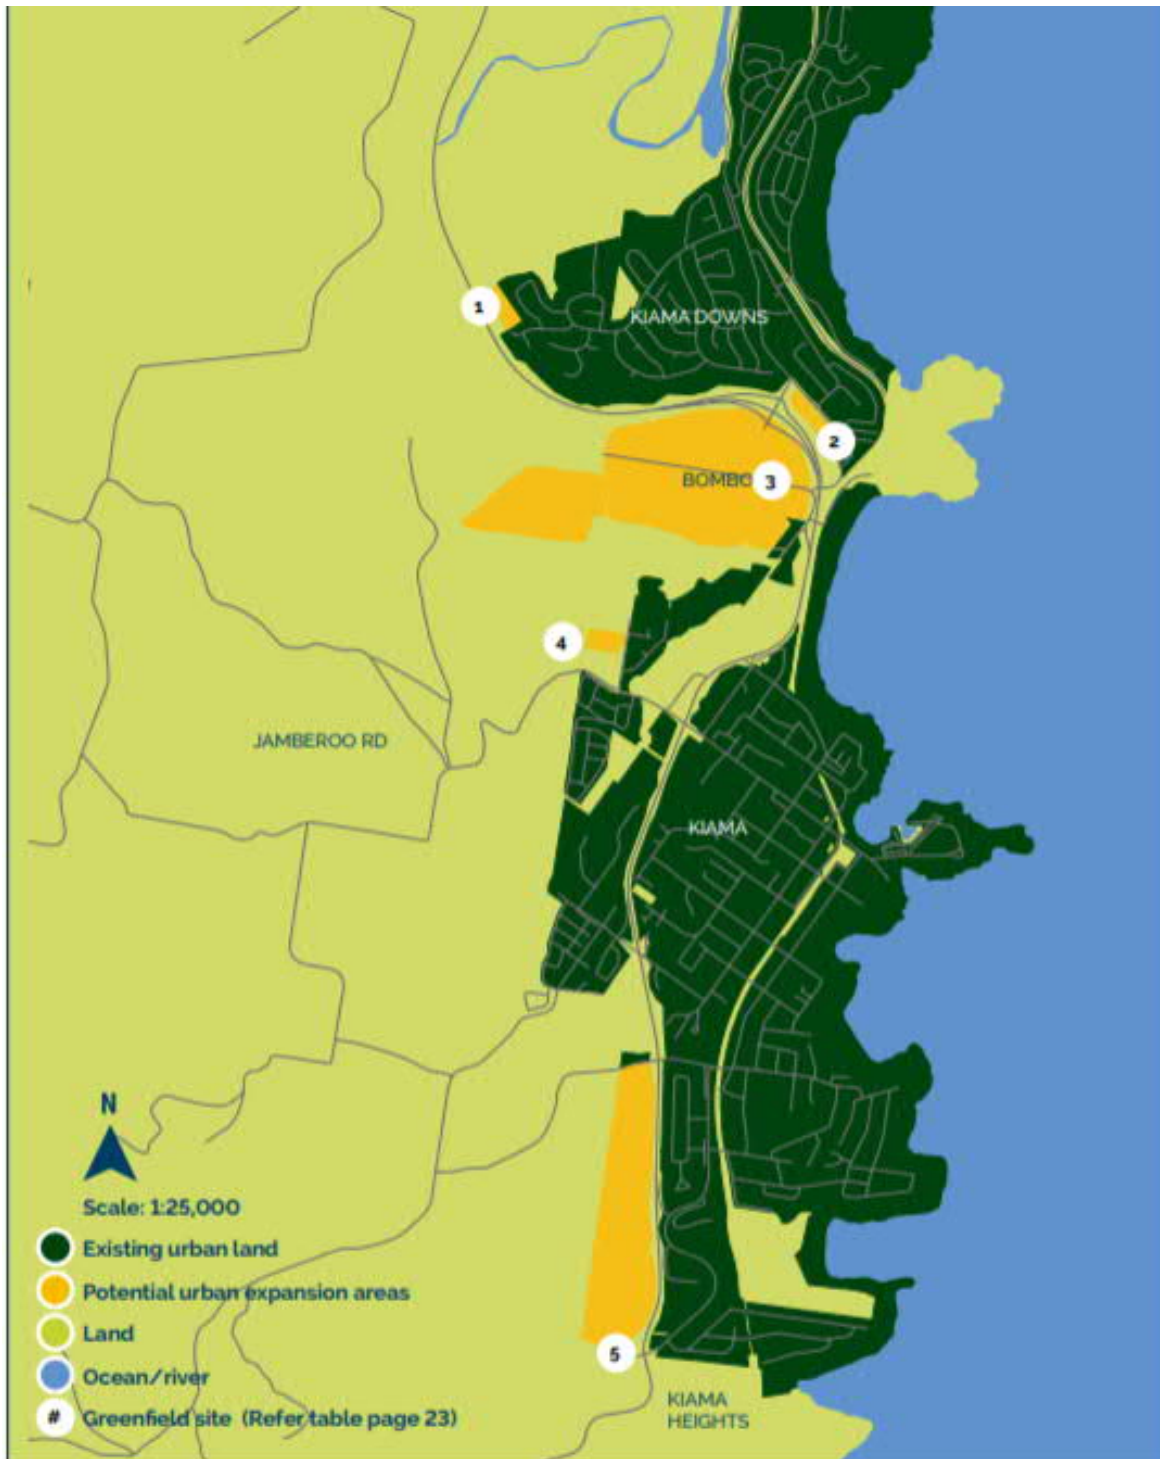 1
KIAMA DOWNS
2
BOMBO
3
4
JAMBEROO RD
KIAMA
N
Scale: 1:25,000
Existing urban land
Potential urban expansion areas
Land
5
Ocean/river
KIAMA
HEIGHTS
# Greenfield site (Refer table page 23)